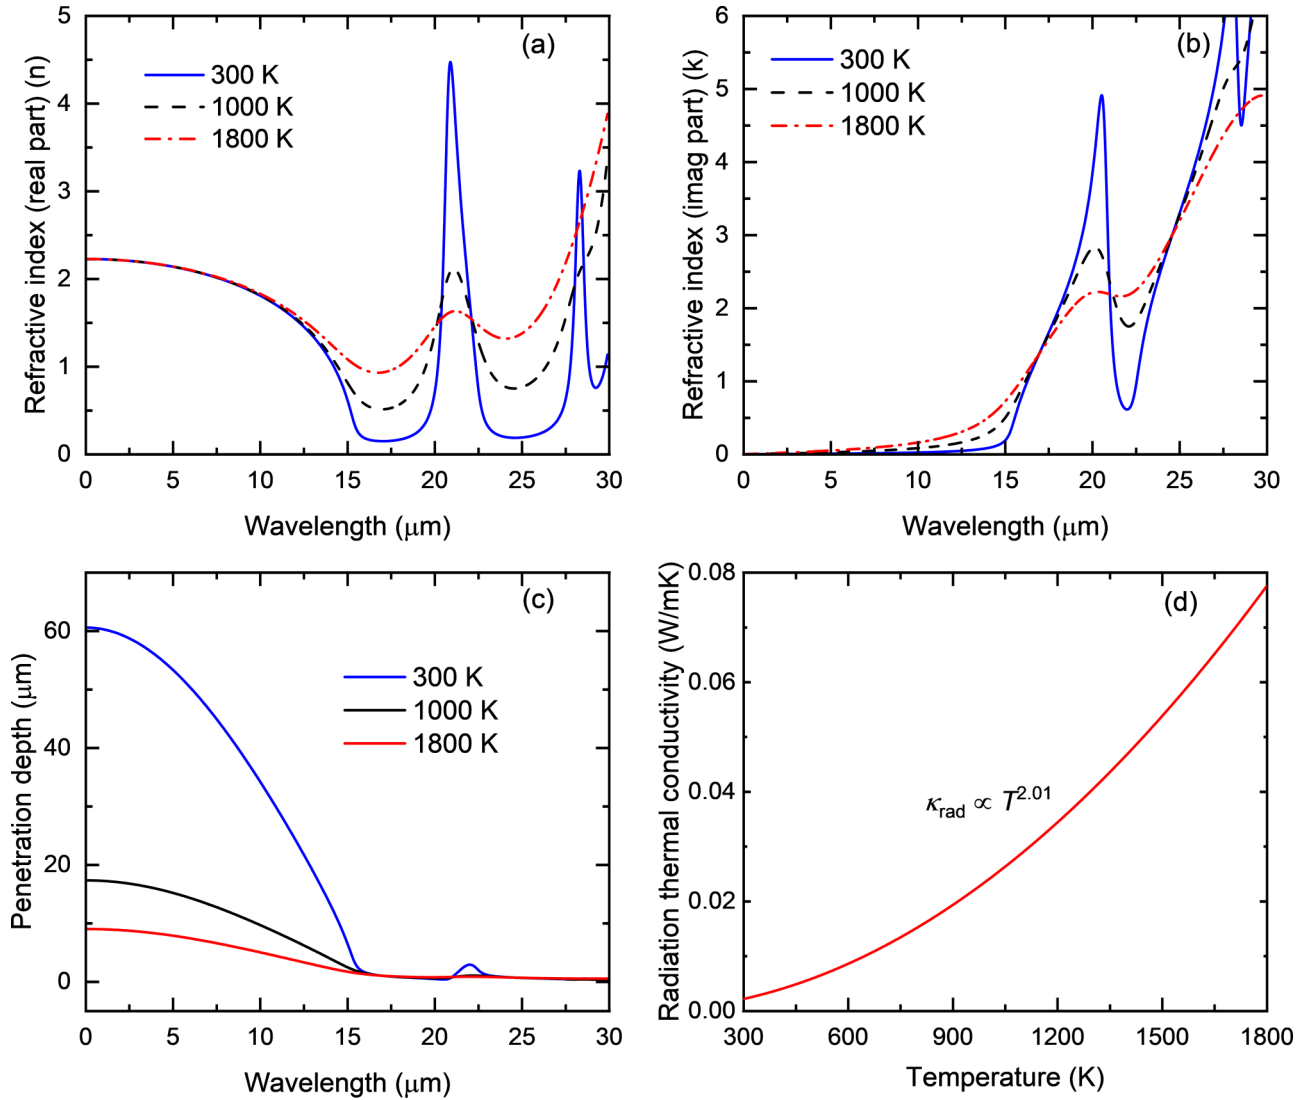 5
4
3
2
1
0
0
5
10
15
20
25
30
Refractive index (real part) (n)
Wavelength (μm)
(a)
300 K
1000 K
1800 K
6
5
4
3
2
1
0
0
5
10
15
20
25
30
Refractive index (imag part) (k)
Wavelength (μm)
(b)
300 K
1000 K
1800 K
60
40
20
0
0
5
10
15
20
25
30
Penetration depth (μm)
Wavelength (μm)
(c)
300 K
1000 K
1800 K
0.08
0.06
0.04
0.02
0.00
300
600
900
1200
1500
1800
Radiation thermal conductivity (W/mK)
Temperature (K)
(d)
κrad ∝ T^2.01